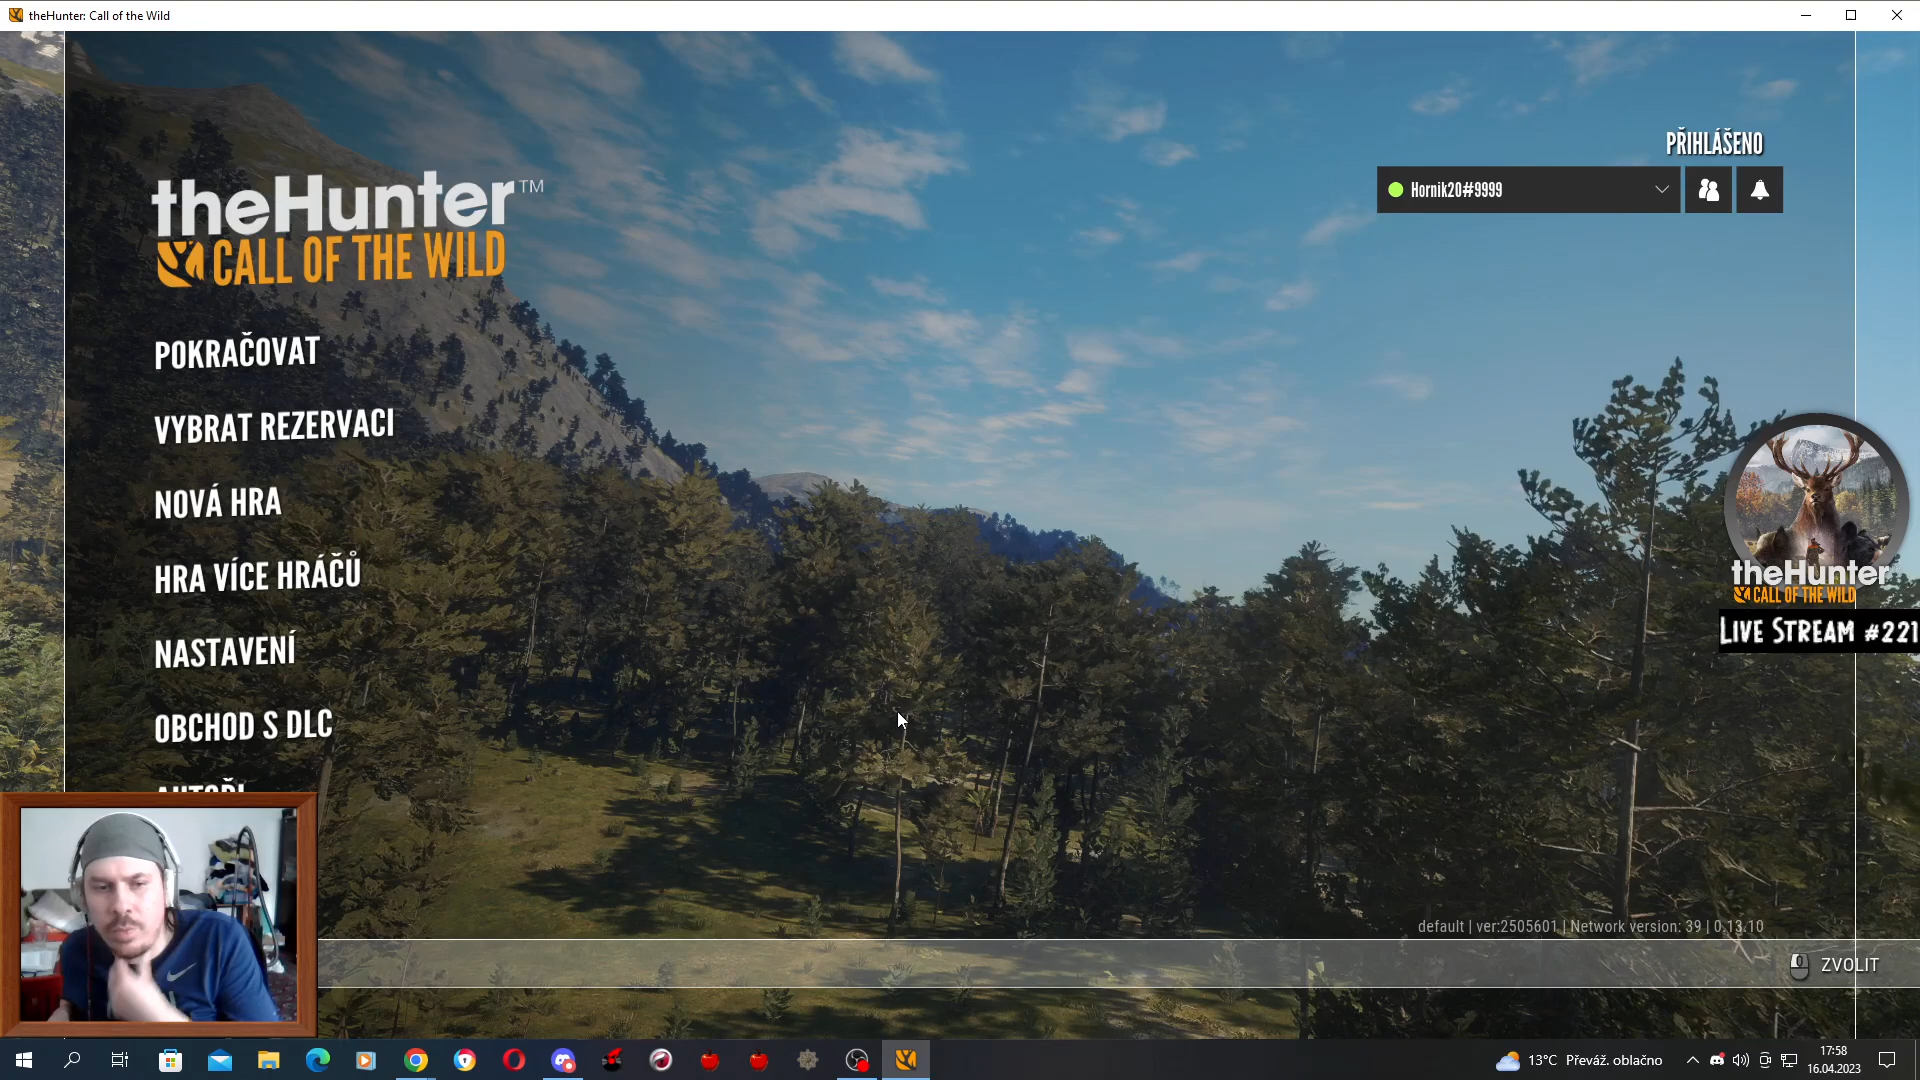 theHunter: Call of the Wild
PŘIHLÁŠENO
Hornik20#9999
theHunter™
CALL OF THE WILD
POKRAČOVAT
VYBRAT REZERVACI
NOVÁ HRA
HRA VÍCE HRÁČŮ
NASTAVENÍ
OBCHOD S DLC
theHunter
CALL OF THE WILD
LIVE STREAM #221
default | ver:2505601 | Network version: 39 | 0.13.10
ZVOLIT
13°C Převáž. oblačno
17:58
16.04.2023